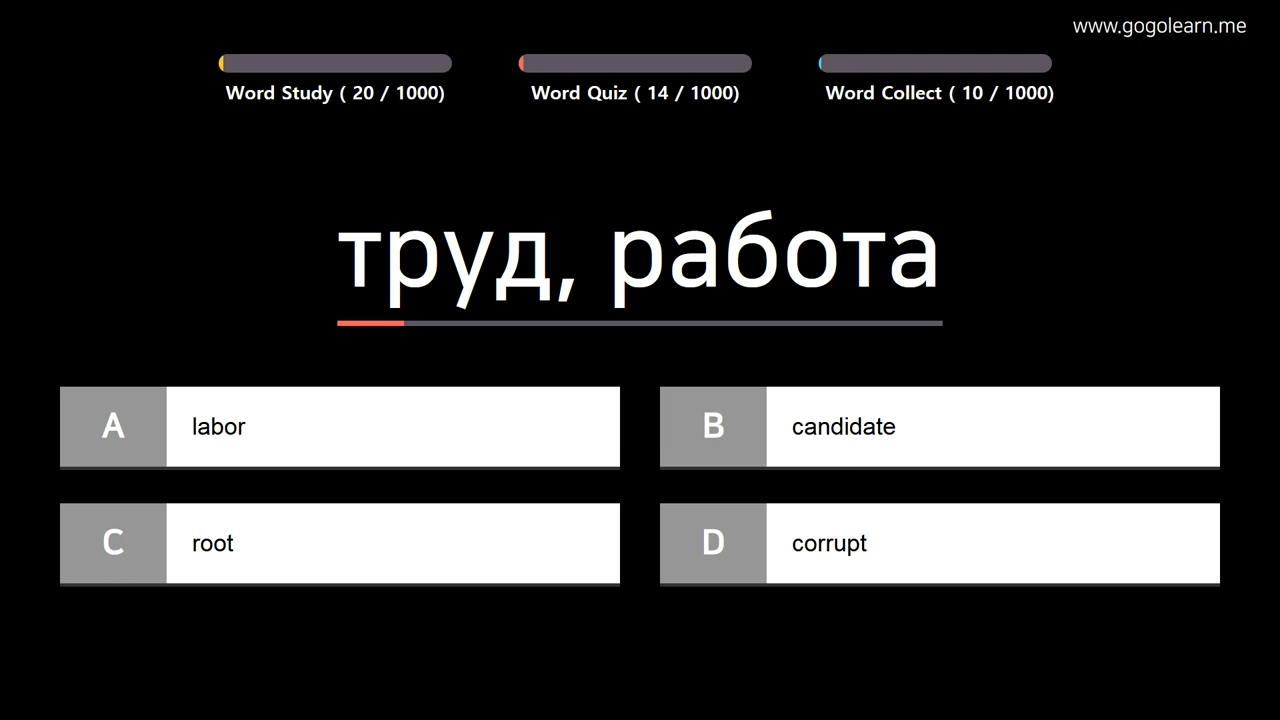 www.gogolearn.me
Word Study ( 20 / 1000)
Word Quiz ( 14 / 1000)
Word Collect ( 10 / 1000)
труд, работа
A labor
B candidate
C root
D corrupt